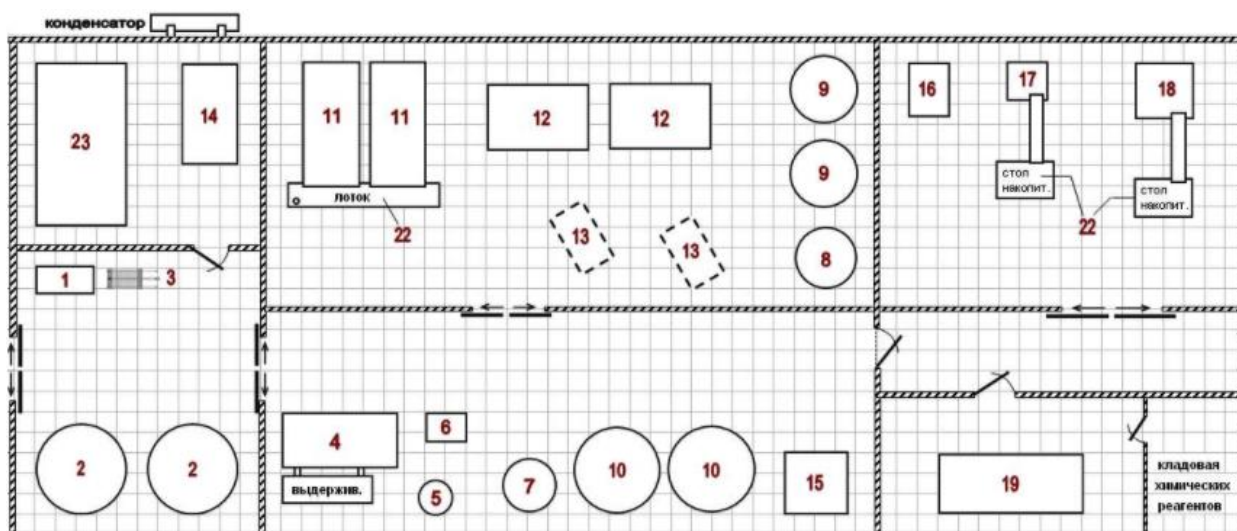 конденсатор
23
14
11
11
12
12
9
16
17
18
9
лоток
22
стол
накопит.
стол
накопит.
22
13
13
8
1
3
4
6
2
2
выдержив.
5
7
10
10
15
19
кладовая
химических
реагентов